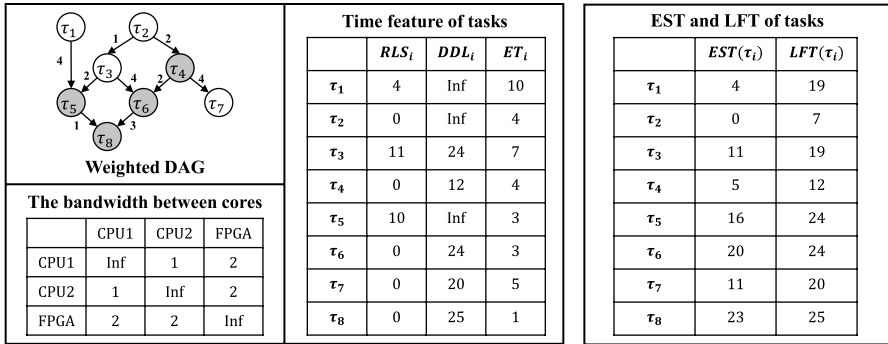 τ1
τ2
1
2
4
τ3
τ4
2
4
2
4
τ5
τ6
τ7
1
3
τ8
Weighted DAG
The bandwidth between cores
CPU1 CPU2 FPGA
CPU1 Inf 1 2
CPU2 1 Inf 2
FPGA 2 2 Inf
Time feature of tasks
RLSi DDLi ETi
τ1 4 Inf 10
τ2 0 Inf 4
τ3 11 24 7
τ4 0 12 4
τ5 10 Inf 3
τ6 0 24 3
τ7 0 20 5
τ8 0 25 1
EST and LFT of tasks
EST(τi) LFT(τi)
τ1 4 19
τ2 0 7
τ3 11 19
τ4 5 12
τ5 16 24
τ6 20 24
τ7 11 20
τ8 23 25